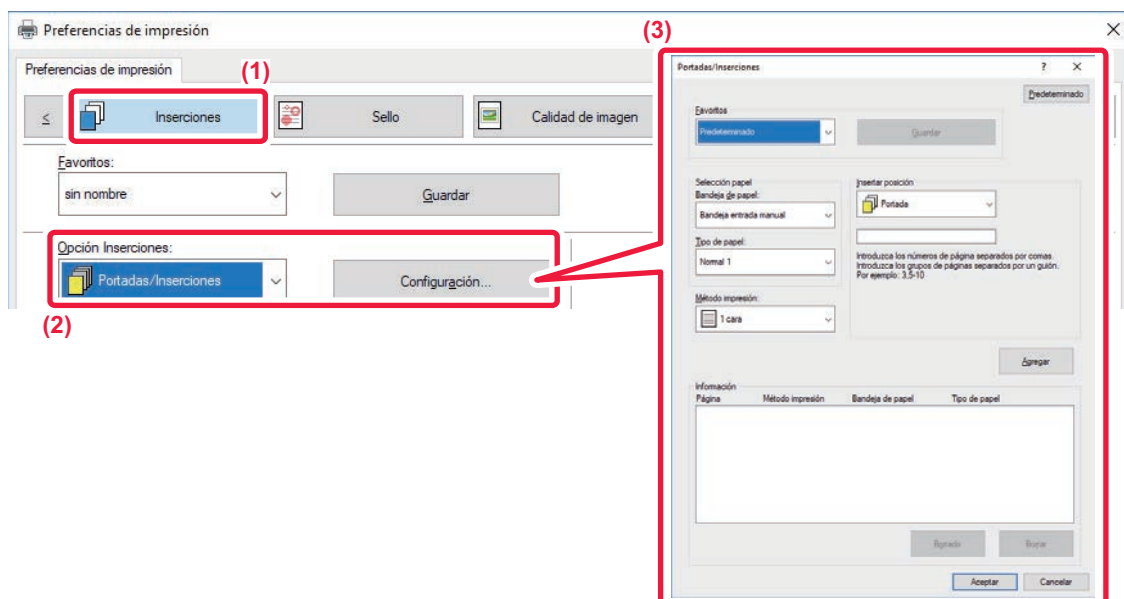 Preferencias de impresión
(3)
Preferencias de impresión
(1)
≤ Inserciones Sello Calidad de imagen
Favoritos:
sin nombre Guardar
Opción Inserciones:
Portadas/Inserciones Configuración...
(2)
Portadas/Inserciones ?
Predeterminado
Favoritos
Predeterminado Guardar
Selección papel
Bandeja de papel:
Bandeja entrada manual
Tipo de papel:
Normal 1
Método impresión:
1 cara
Insertar posición
Portada
Introduzca los números de página separados por comas.
Introduzca los grupos de páginas separados por un guión.
Por ejemplo: 3,5-10
Agregar
Información
Página Método impresión Bandeja de papel Tipo de papel
Borrar
Aceptar Cancelar